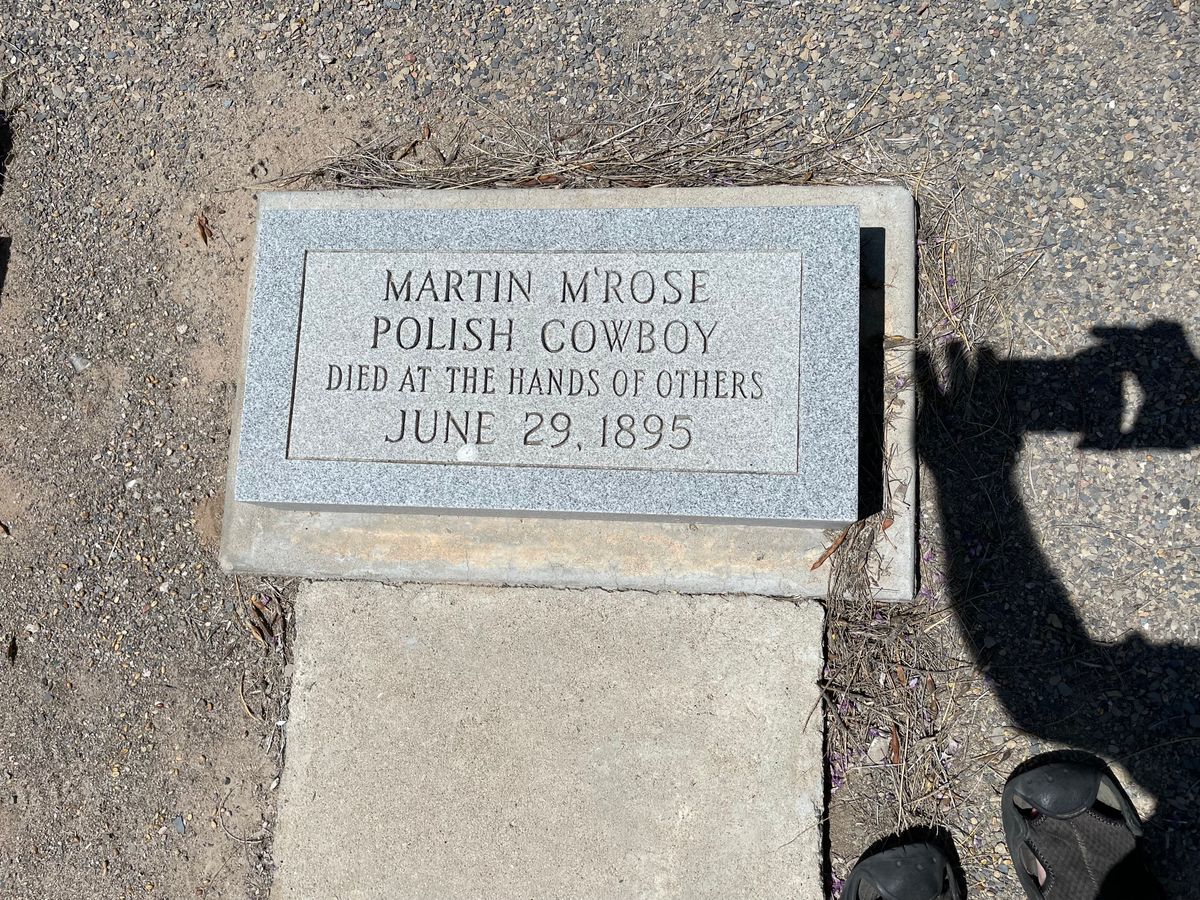 MARTIN M'ROSE
POLISH COWBOY
DIED AT THE HANDS OF OTHERS
JUNE 29, 1895